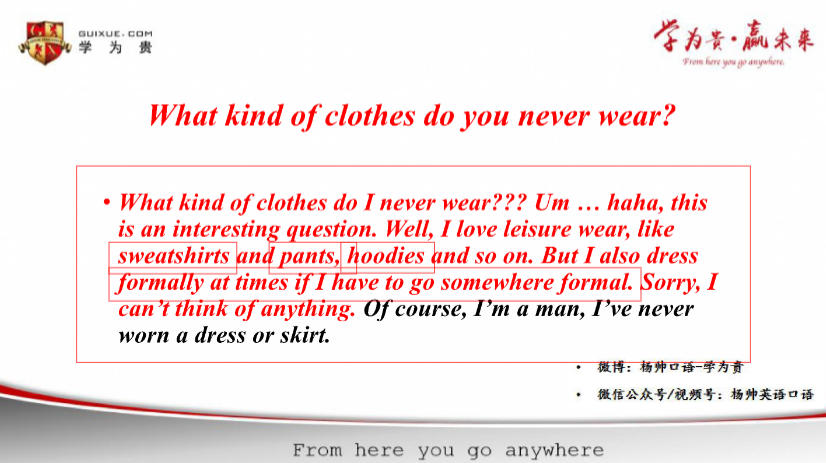 GUIXUE.COM
学为贵
学为贵·赢未来
From here you go anywhere.
What kind of clothes do you never wear?
• What kind of clothes do I never wear??? Um … haha, this
is an interesting question. Well, I love leisure wear, like
sweatshirts and pants, hoodies and so on. But I also dress
formally at times if I have to go somewhere formal. Sorry, I
can’t think of anything. Of course, I’m a man, I’ve never
worn a dress or skirt.
• 微博：杨帅口语-学为贵
• 微信公众号/视频号：杨帅英语口语
From here you go anywhere